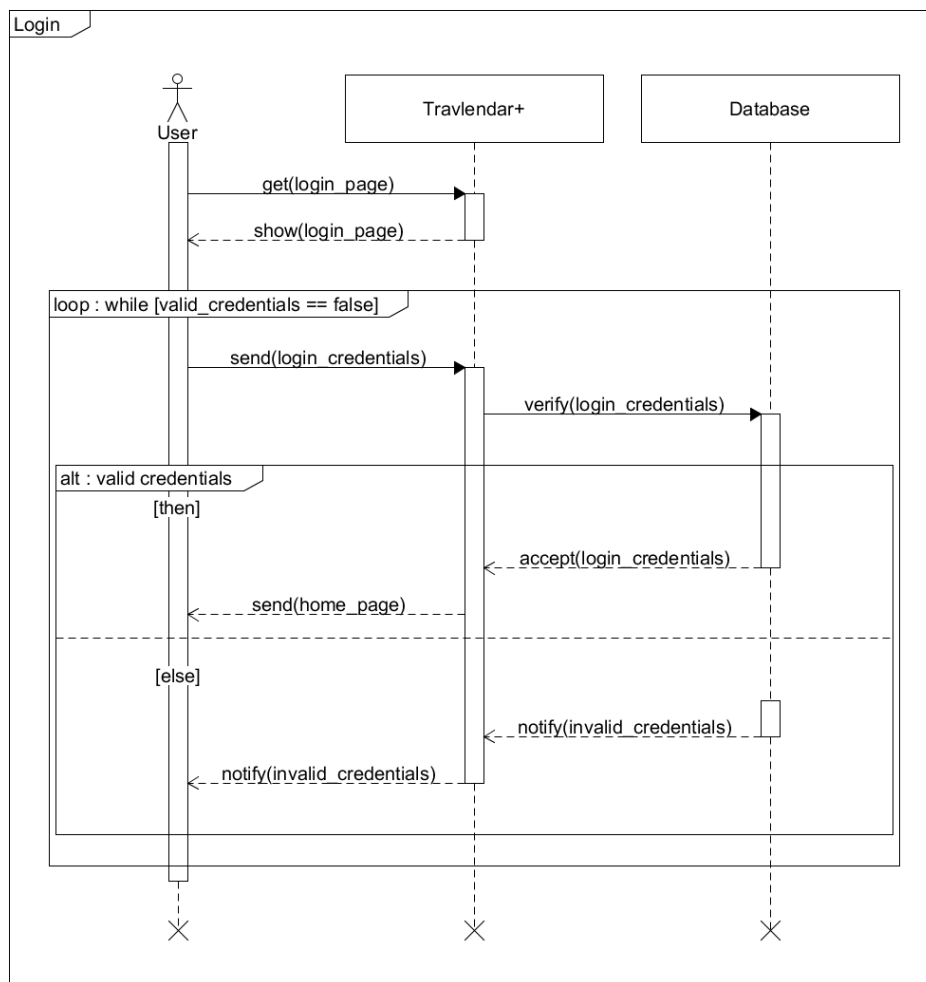 Login
User
Travlendar+
Database
get(login_page)
show(login_page)
loop : while [valid_credentials == false]
send(login_credentials)
verify(login_credentials)
alt : valid credentials
[then]
accept(login_credentials)
send(home_page)
[else]
notify(invalid_credentials)
notify(invalid_credentials)